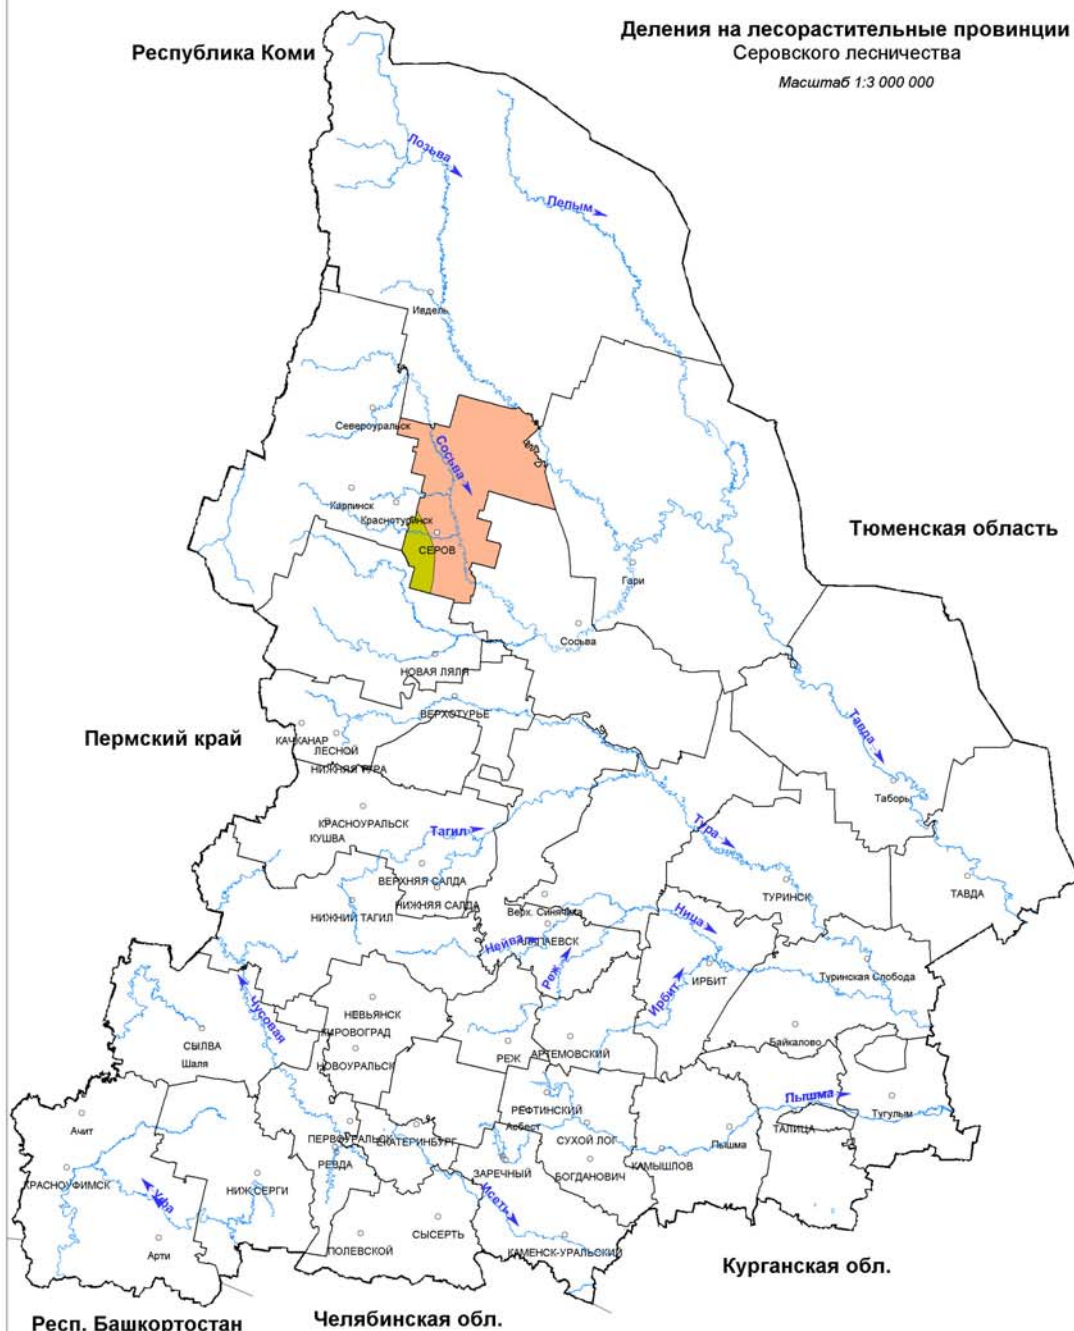 Деления на лесорастительные провинции
Серовского лесничества
Масштаб 1:3 000 000
Республика Коми
Лозьва
Пелым
Ивдель
Североуральск
Сосьва
Карпинск
Краснотурьинск
СЕРОВ
Тюменская область
Гари
Сосьва
НОВАЯ ЛЯЛЯ
ВЕРХОТУРЬЕ
Пермский край
КАЧКАНАР
ЛЕСНОЙ
НИЖНЯЯ ТУРА
Тавда
Таборы
КРАСНОУРАЛЬСК
КУШВА
Тагил
Тура
ВЕРХНЯЯ САЛДА
НИЖНЯЯ САЛДА
ТУРИНСК
ТАВДА
НИЖНИЙ ТАГИЛ
Верх. Синячиха
Ница
Нейва
АЛАПАЕВСК
Реж
Ирбит
ИРБИТ
Туринская Слобода
Чусовая
НЕВЬЯНСК
КИРОВОГРАД
НОВОУРАЛЬСК
СЫЛВА
Шаля
РЕЖ
АРТЕМОВСКИЙ
Байкалово
Пышма
Тугулым
РЕФТИНСКИЙ
Асбест
СУХОЙ ЛОГ
Пышма
ТАЛИЦА
Ачит
ПЕРВОУРАЛЬСК
ЕКАТЕРИНБУРГ
РЕВДА
ЗАРЕЧНЫЙ
БОГДАНОВИЧ
КАМЫШЛОВ
КРАСНОУФИМСК
Уфа
НИЖ.СЕРГИ
Исеть
Арти
ПОЛЕВСКОЙ
СЫСЕРТЬ
КАМЕНСК-УРАЛЬСКИЙ
Курганская обл.
Респ. Башкортостан
Челябинская обл.